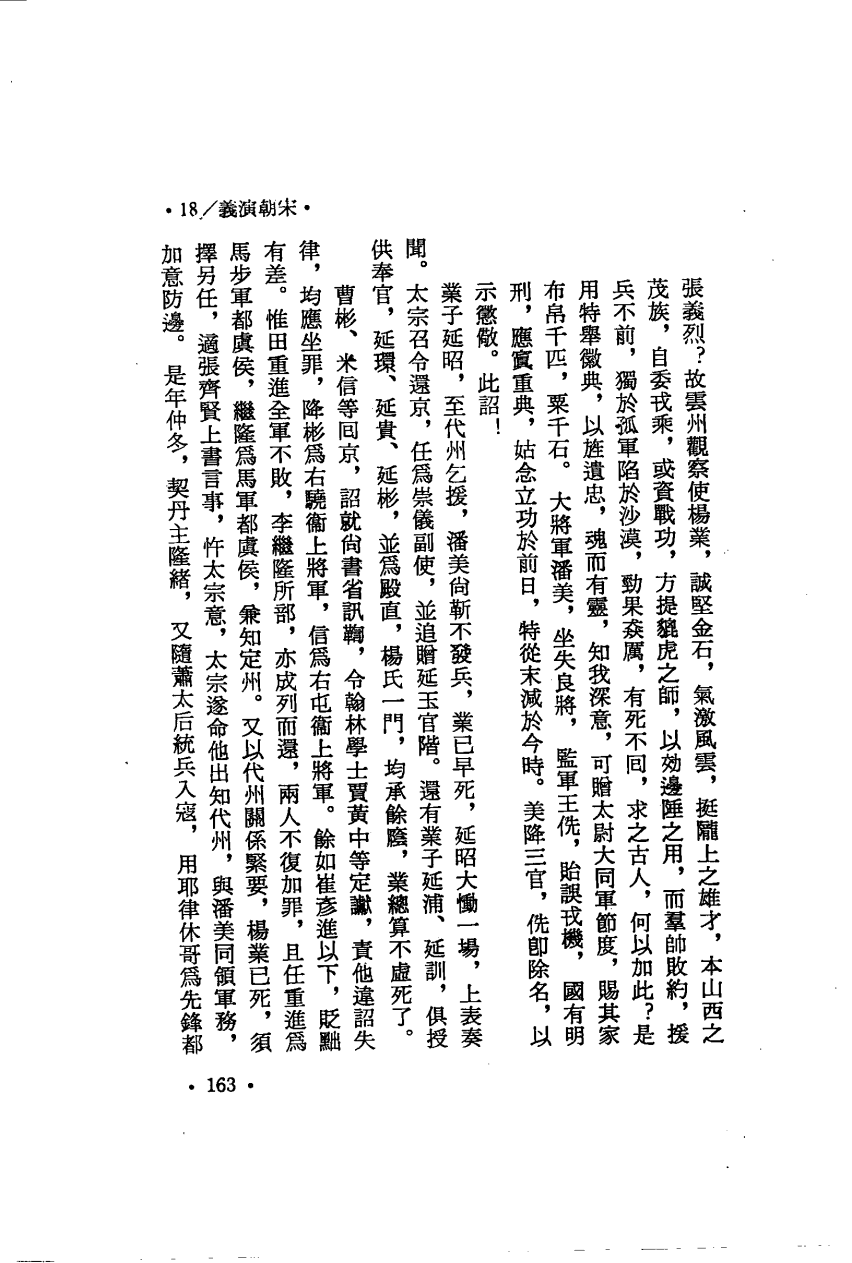 •18／義演朝宋•
張義烈？故雲州觀察使楊業，誠堅金石，氣激風雲，挺隴上之雄才，本山西之
茂族，自委戎乘，或資戰功，方提貔虎之師，以効邊陲之用，而羣帥敗約，援
兵不前，獨於孤軍陷於沙漠，勁果猋厲，有死不囘，求之古人，何以加此？是
用特舉徽典，以旌遺忠，魂而有靈，知我深意，可贈太尉大同軍節度，賜其家
布帛千匹，粟千石。大將軍潘美，坐失良將，監軍王侁，貽誤戎機，國有明
刑，應寘重典，姑念立功於前日，特從末減於今時。美降三官，侁卽除名，以
示懲儆。此詔！
業子延昭，至代州乞援，潘美尙靳不發兵，業已早死，延昭大慟一場，上表奏
聞。太宗召令還京，任爲崇儀副使，並追贈延玉官階。還有業子延浦、延訓，俱授
供奉官，延環、延貴、延彬，並爲殿直，楊氏一門，均承餘廕，業總算不虛死了。
曹彬、米信等囘京，詔就尙書省訊鞫，令翰林學士賈黃中等定讞，責他違詔失
律，均應坐罪，降彬爲右驍衞上將軍，信爲右屯衞上將軍。餘如崔彥進以下，貶黜
有差。惟田重進全軍不敗，李繼隆所部，亦成列而還，兩人不復加罪，且任重進爲
馬步軍都虞侯，繼隆爲馬軍都虞侯，兼知定州。又以代州關係緊要，楊業已死，須
擇另任，適張齊賢上書言事，忤太宗意，太宗遂命他出知代州，與潘美同領軍務，
加意防邊。是年仲冬，契丹主隆緒，又隨蕭太后統兵入寇，用耶律休哥爲先鋒都
•163•